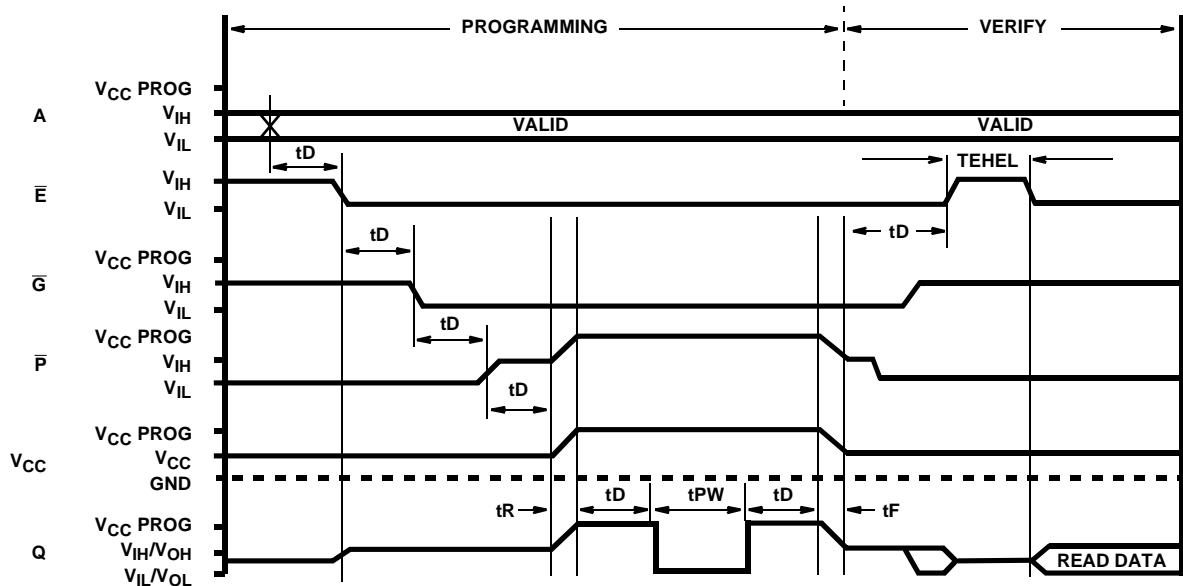 PROGRAMMING VERIFY
VCC PROG
A VIH VALID VALID
VIL
tD TEHEL
E̅ VIH
VIL
tD tD
VCC PROG
G̅ VIH
VIL
tD
VCC PROG
P̅ VIH
VIL
tD
VCC PROG
VCC VCC
GND
tR tD tPW tD tF
VCC PROG
Q VIH/VOH
VIL/VOL READ DATA